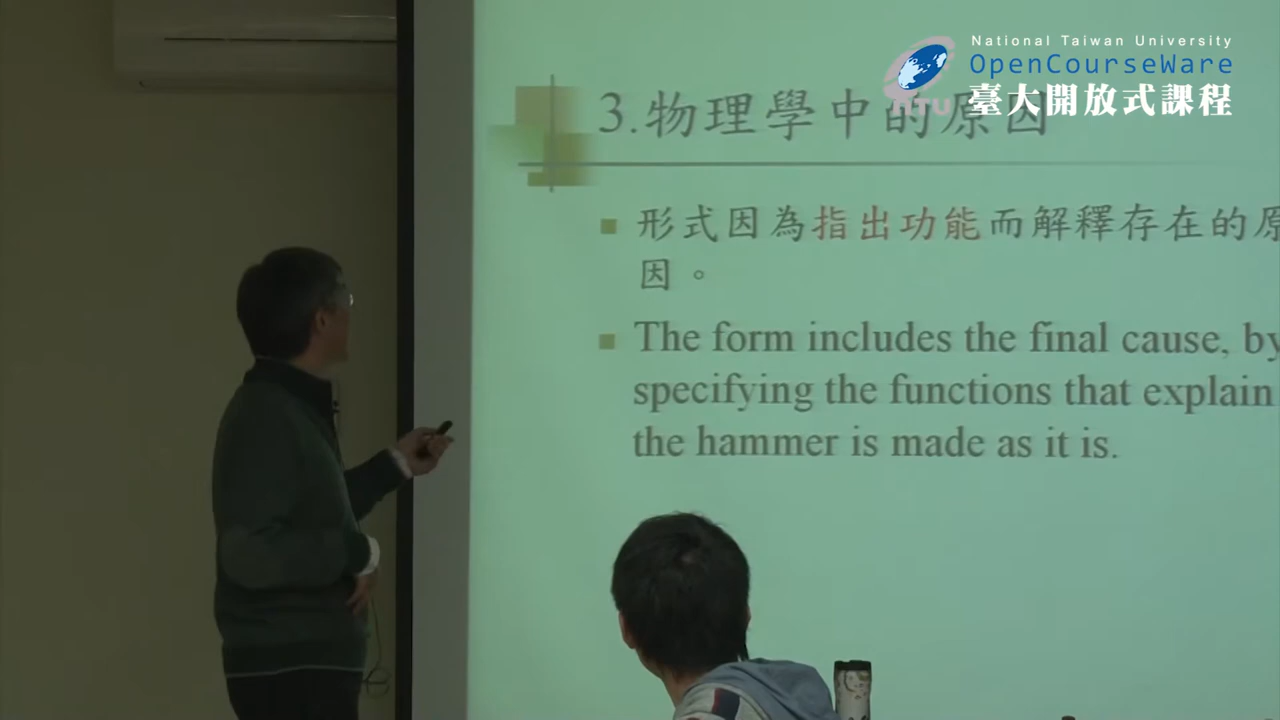 National Taiwan University
OpenCourseWare
NTU
臺大開放式課程
3.物理學中的原因
形式因為指出功能而解釋存在的原
因。
The form includes the final cause, by
specifying the functions that explain
the hammer is made as it is.